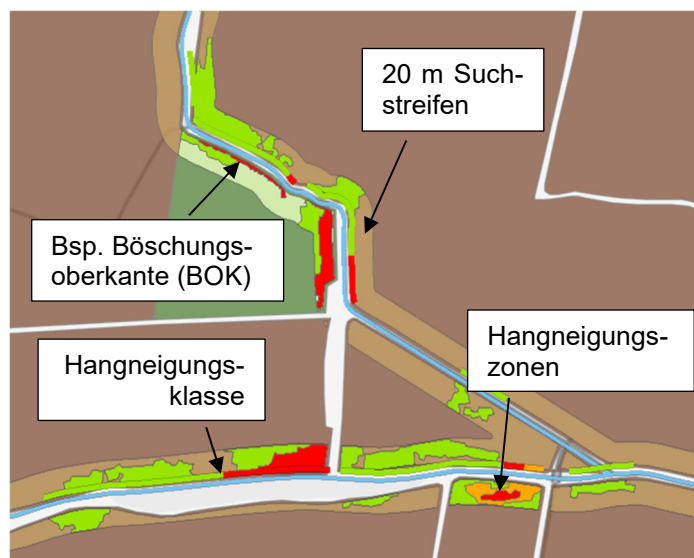 20 m Such-
streifen
Bsp. Böschungs-
oberkante (BOK)
Hangneigungs-
zonen
Hangneigungs-
klasse